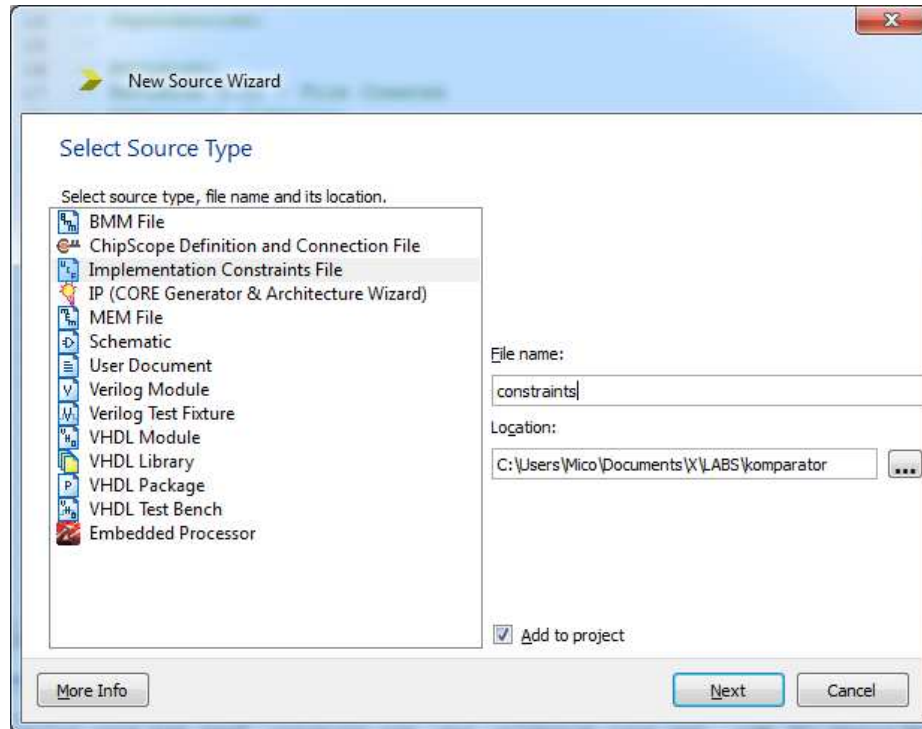 New Source Wizard
Select Source Type
Select source type, file name and its location.
BMM File
ChipScope Definition and Connection File
Implementation Constraints File
IP (CORE Generator & Architecture Wizard)
MEM File
Schematic
User Document
Verilog Module
Verilog Test Fixture
VHDL Module
VHDL Library
VHDL Package
VHDL Test Bench
Embedded Processor
File name:
constraints
Location:
C:\Users\Mico\Documents\X\LABS\komparator
...
Add to project
More Info
Next
Cancel